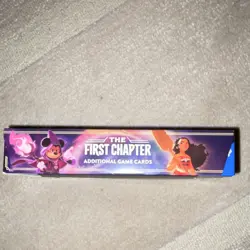 THE
FIRST CHAPTER
ADDITIONAL GAME CARDS